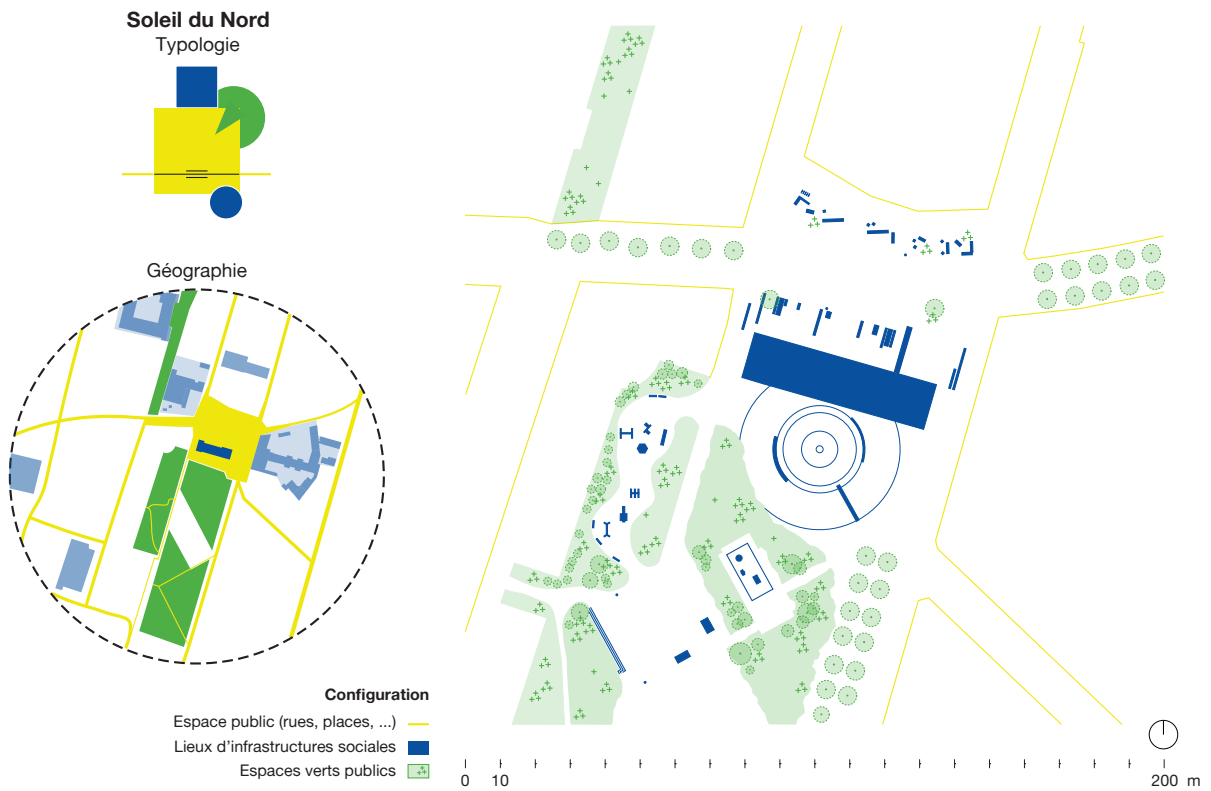 Soleil du Nord
Typologie
Géographie
Configuration
Espace public (rues, places, ...)
Lieux d'infrastructures sociales
Espaces verts publics
0 10 200 m